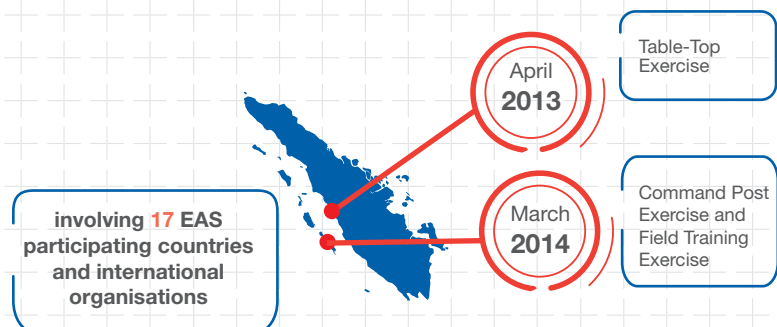 April
2013
Table-Top
Exercise
March
2014
Command Post
Exercise and
Field Training
Exercise
involving 17 EAS
participating countries
and international
organisations